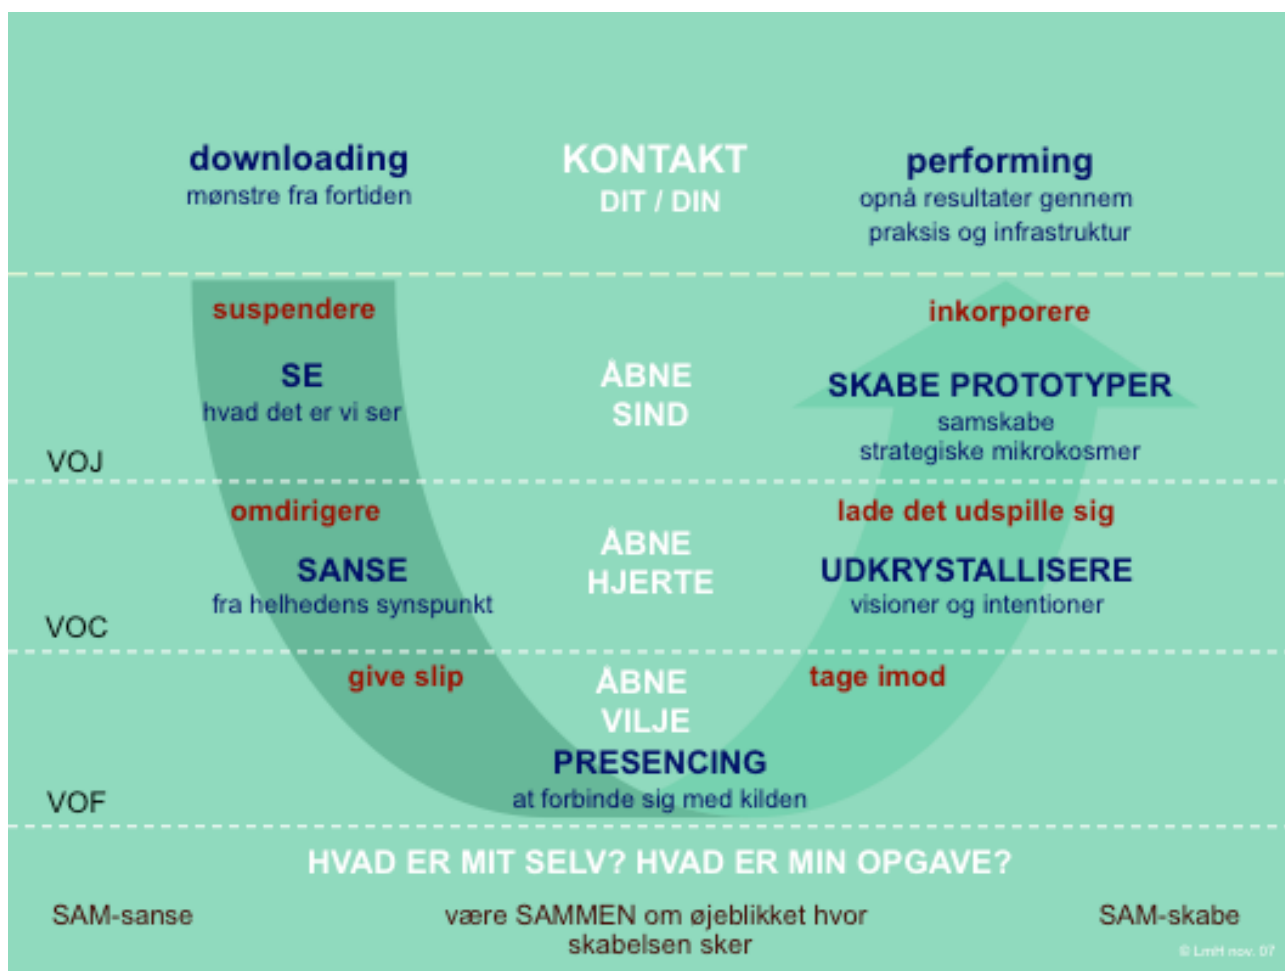 downloading
mønstre fra fortiden
KONTAKT
DIT / DIN
performing
opnå resultater gennem
praksis og infrastruktur
suspendere
inkorporere
SE
hvad det er vi ser
ÅBNE
SIND
SKABE PROTOTYPER
samskabe
strategiske mikrokosmer
VOJ
omdirigere
lade det udspille sig
SANSE
fra helhedens synspunkt
ÅBNE
HJERTE
UDKRYSTALLISERE
visioner og intentioner
VOC
give slip
ÅBNE
VILJE
tage imod
PRESENCING
at forbinde sig med kilden
VOF
HVAD ER MIT SELV? HVAD ER MIN OPGAVE?
SAM-sanse
være SAMMEN om øjeblikket hvor
skabelsen sker
SAM-skabe
© LmH nov. 07